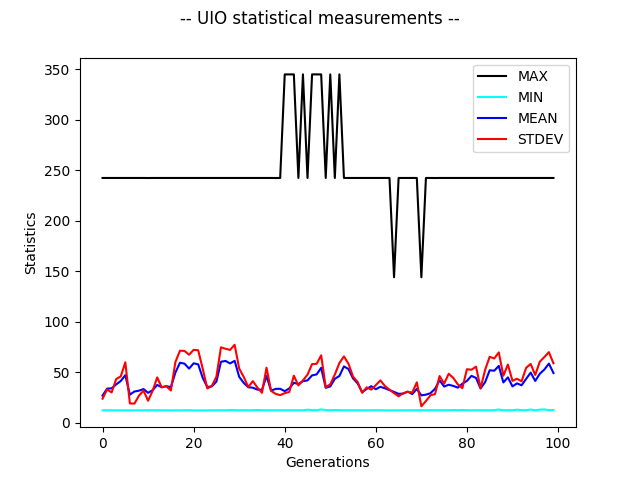 -- UIO statistical measurements --
350
300
250
200
150
100
50
0
Statistics
MAX
MIN
MEAN
STDEV
0 20 40 60 80 100
Generations